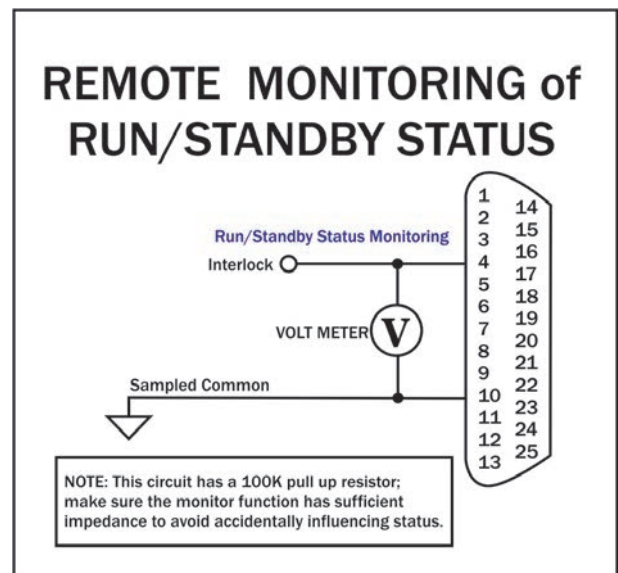 REMOTE MONITORING of
RUN/STANDBY STATUS
Run/Standby Status Monitoring
Interlock
VOLT METER
V
Sampled Common
1
2
3
4
5
6
7
8
9
10
11
12
13
14
15
16
17
18
19
20
21
22
23
24
25
NOTE: This circuit has a 100K pull up resistor;
make sure the monitor function has sufficient
impedance to avoid accidentally influencing status.